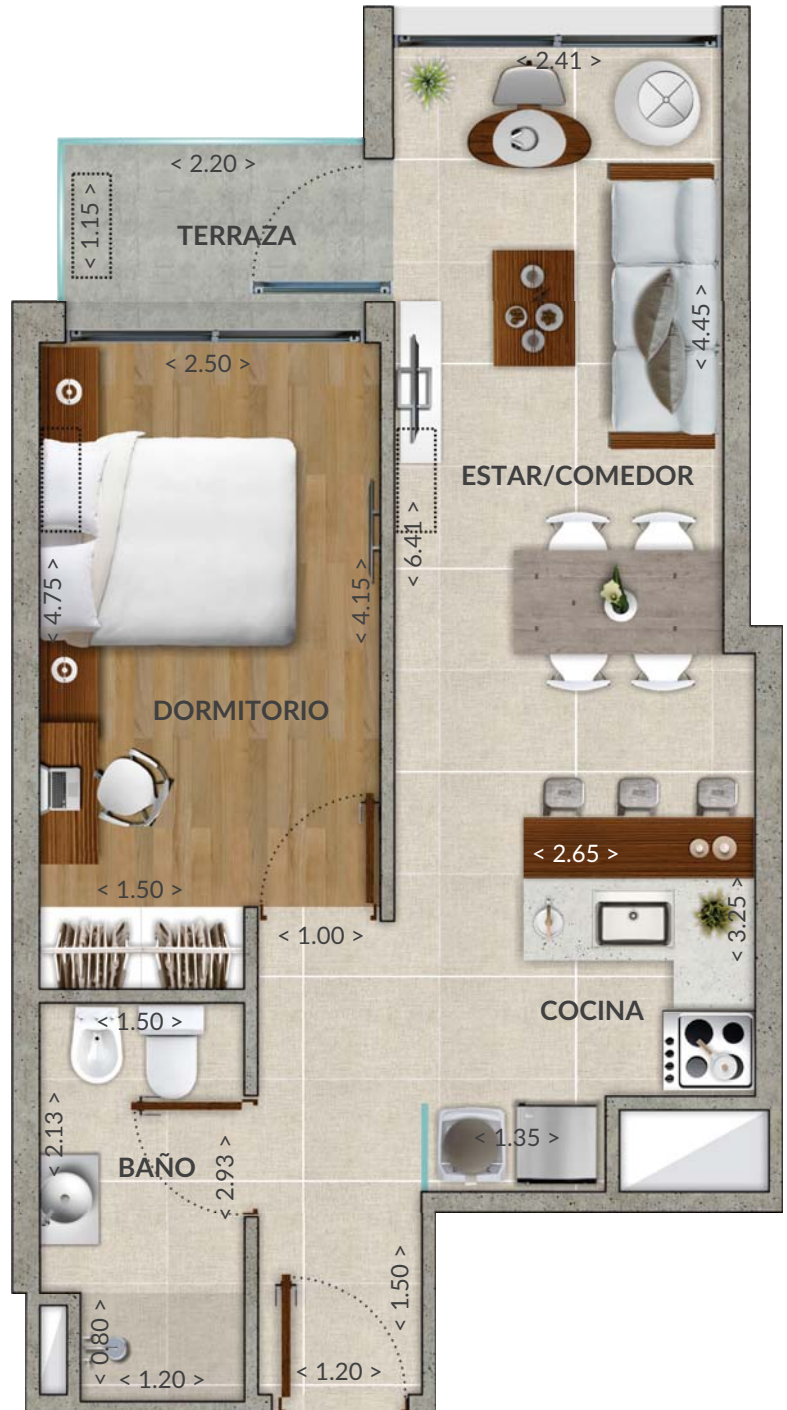 < 2.41 >
< 2.20 >
< 1.15 >
TERRAZA
< 4.45 >
< 2.50 >
ESTAR/COMEDOR
< 6.41 >
< 4.75 >
< 4.15 >
DORMITORIO
< 2.65 >
< 1.50 >
< 3.25 >
< 1.00 >
COCINA
< 1.50 >
< 2.13 >
< 1.35 >
BAÑO
< 2.93 >
< 1.50 >
< 0.80 >
< 1.20 >
< 1.20 >